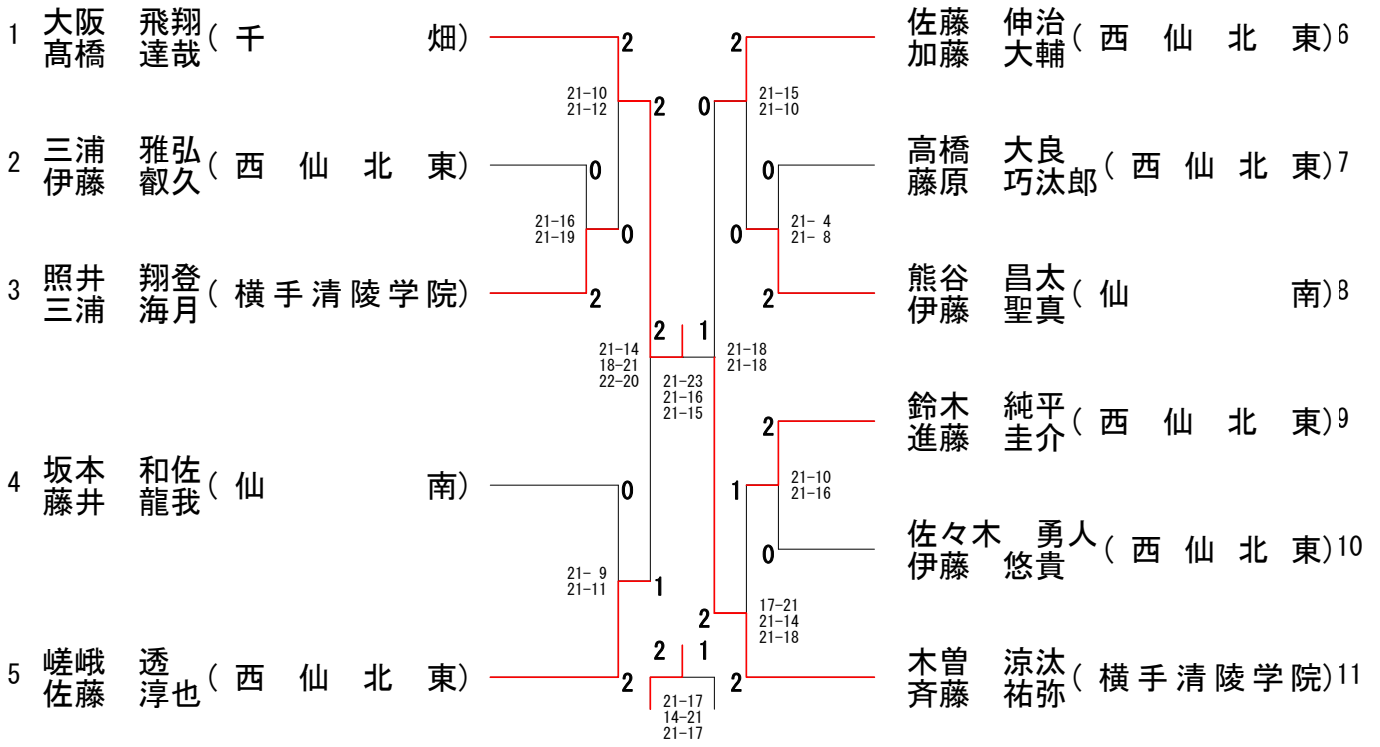 1 大阪 飛翔 (千 畑)
髙橋 達哉
2 三浦 雅弘 (西 仙 北 東)
伊藤 叡久
3 照井 翔登 (横手清陵学院)
三浦 海月
4 坂本 和佐 (仙 南)
藤井 龍我
5 嵯峨 透 (西 仙 北 東)
佐藤 淳也
2
21-10
21-12
2
0
21-16
21-19
0
2
2 1
21-14
18-21
22-20
21-23
21-16
21-15
0
21- 9
21-11
1
2
2 1
21-17
14-21
21-17
2
0
21-15
21-10
0
0
21- 4
21- 8
2
21-18
21-18
2
1
21-10
21-16
0
2
17-21
21-14
21-18
2
佐藤 伸治 (西 仙 北 東) 6
加藤 大輔
高橋 大良 (西 仙 北 東) 7
藤原 巧汰郎
熊谷 昌太 (仙 南) 8
伊藤 聖真
鈴木 純平 (西 仙 北 東) 9
進藤 圭介
佐々木 勇人 (西 仙 北 東) 10
伊藤 悠貴
木曽 涼汰 (横手清陵学院) 11
斉藤 祐弥